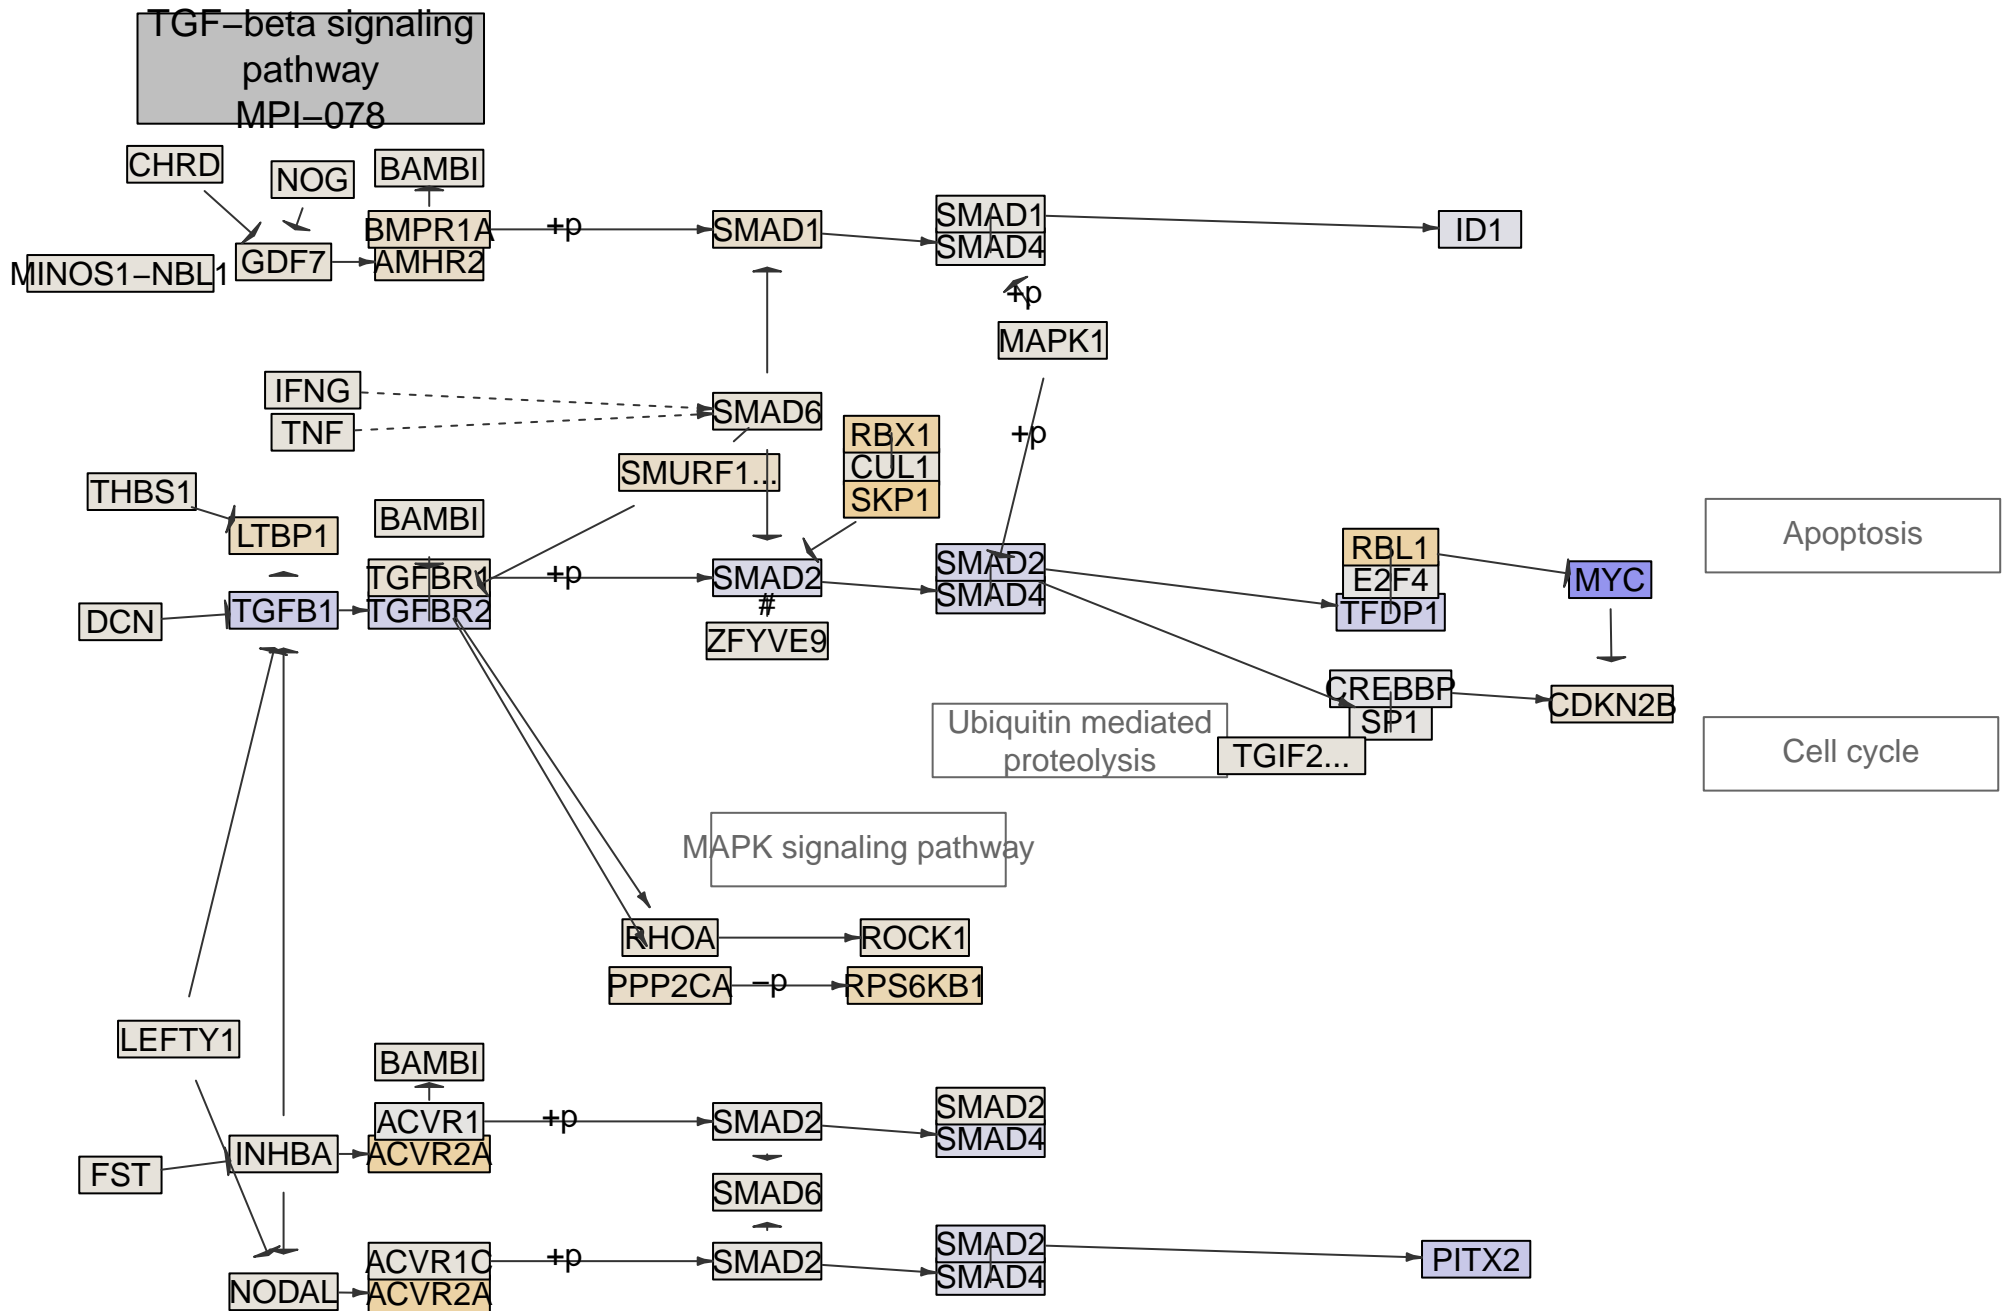 TGF−beta signaling
pathway
MPI−078
CHRD
NOG
BAMBI
BMPR1A
+p
SMAD1
SMAD1
SMAD4
ID1
MINOS1−NBL1
GDF7
AMHR2
+p
MAPK1
IFNG
TNF
SMAD6
RBX1
CUL1
SKP1
+p
SMURF1...
THBS1
LTBP1
BAMBI
Apoptosis
TGFBR1
TGFBR2
+p
SMAD2
#
ZFYVE9
SMAD2
SMAD4
RBL1
E2F4
TFDP1
MYC
DCN
TGFB1
CREBBP
SP1
TGIF2...
CDKN2B
Ubiquitin mediated
proteolysis
Cell cycle
MAPK signaling pathway
RHOA
ROCK1
PPP2CA
−p
RPS6KB1
LEFTY1
BAMBI
ACVR1
ACVR2A
+p
SMAD2
SMAD2
SMAD4
FST
INHBA
SMAD6
ACVR1C
ACVR2A
+p
SMAD2
SMAD2
SMAD4
PITX2
NODAL